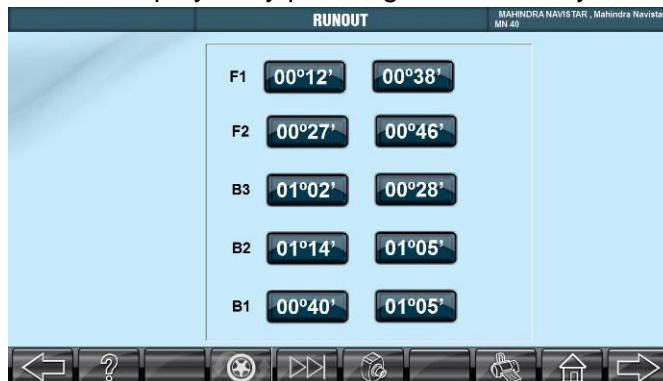 RUNOUT
MAHINDRA NAVISTAR , Mahindra Navista
MN 40
F1 00º12' 00º38'
F2 00º27' 00º46'
B3 01º02' 00º28'
B2 01º14' 01º05'
B1 00º40' 01º05'
?